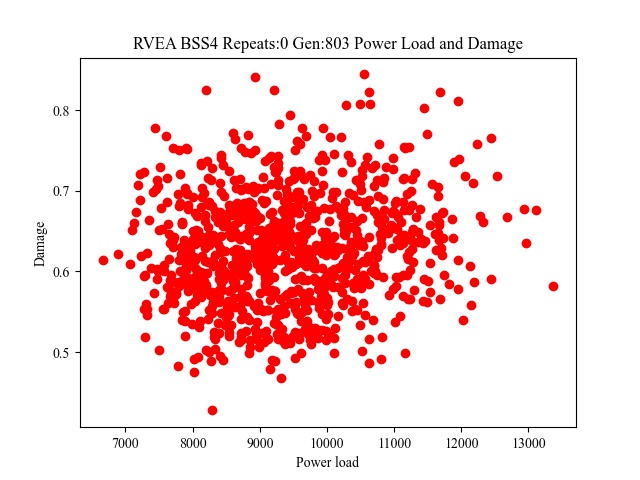 RVEA BSS4 Repeats:0 Gen:803 Power Load and Damage
0.8
0.7
0.6
0.5
Damage
7000 8000 9000 10000 11000 12000 13000
Power load